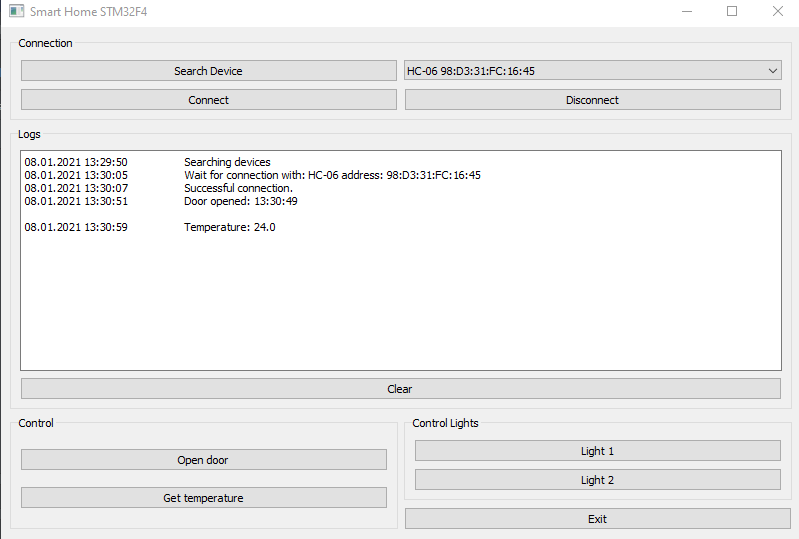 Smart Home STM32F4
Connection
Search Device
HC-06 98:D3:31:FC:16:45
Connect
Disconnect
Logs
08.01.2021 13:29:50 Searching devices
08.01.2021 13:30:05 Wait for connection with: HC-06 address: 98:D3:31:FC:16:45
08.01.2021 13:30:07 Successful connection.
08.01.2021 13:30:51 Door opened: 13:30:49
08.01.2021 13:30:59 Temperature: 24.0
Clear
Control
Open door
Get temperature
Control Lights
Light 1
Light 2
Exit